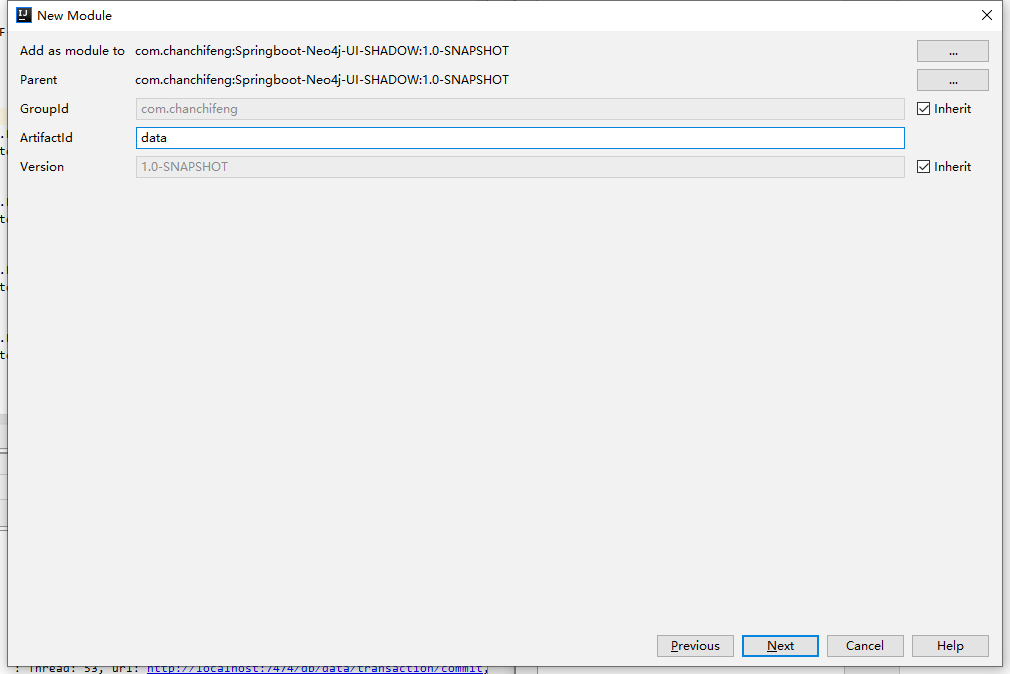 New Module
Add as module to com.chanchifeng:Springboot-Neo4j-UI-SHADOW:1.0-SNAPSHOT ...
Parent com.chanchifeng:Springboot-Neo4j-UI-SHADOW:1.0-SNAPSHOT ...
GroupId com.chanchifeng Inherit
ArtifactId data
Version 1.0-SNAPSHOT Inherit
Previous Next Cancel Help
: Thread: 53, url: http://localhost:7474/db/data/transaction/commit,